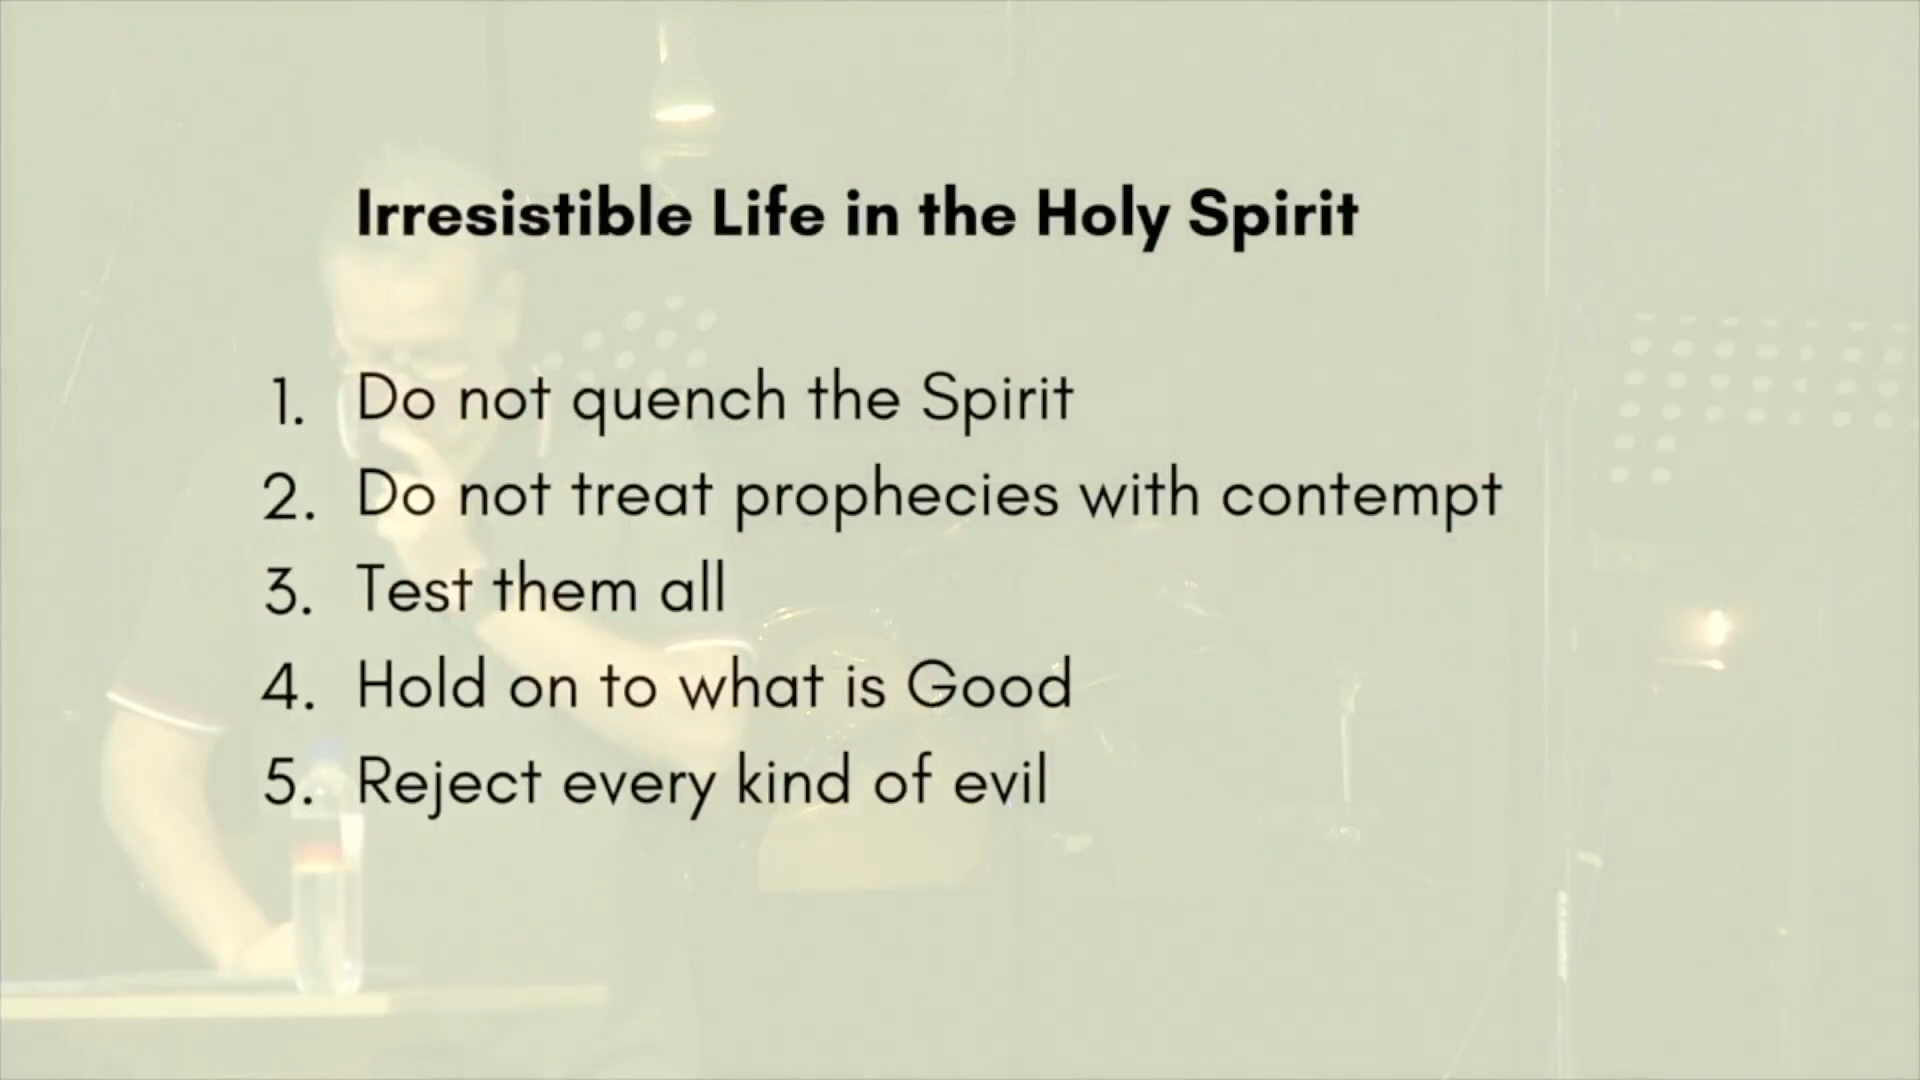 Irresistible Life in the Holy Spirit
1. Do not quench the Spirit
2. Do not treat prophecies with contempt
3. Test them all
4. Hold on to what is Good
5. Reject every kind of evil